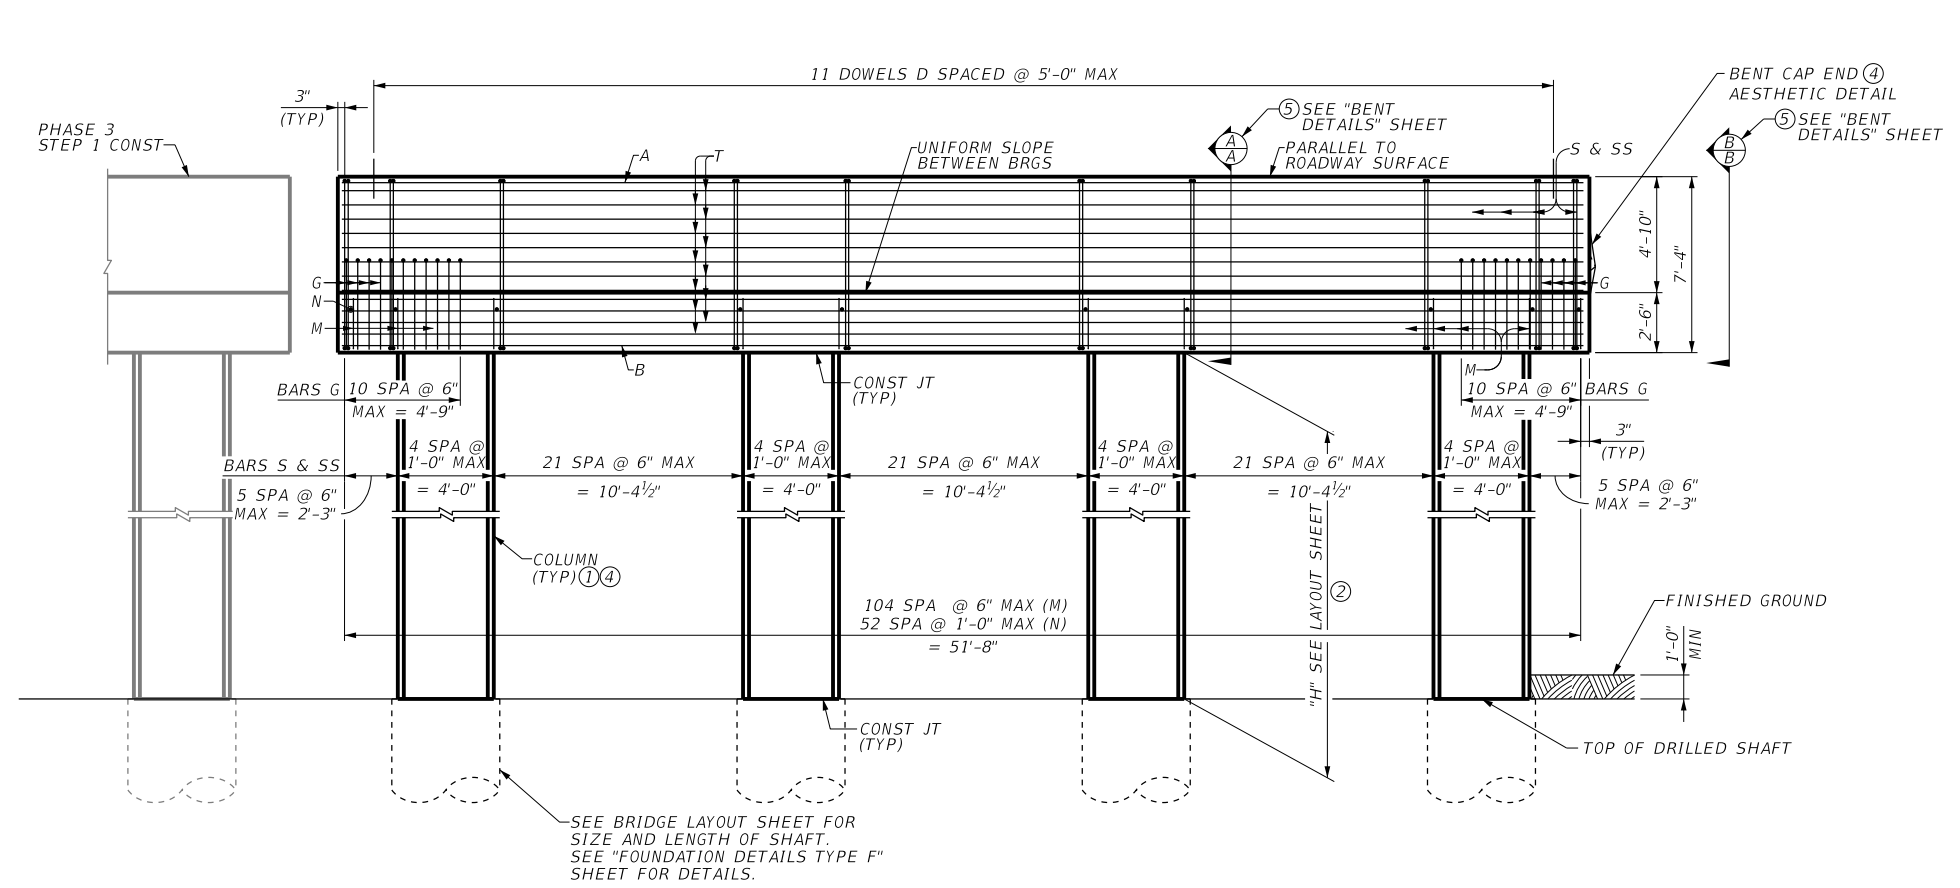 11 DOWELS D SPACED @ 5'-0" MAX
3"
(TYP)
PHASE 3
STEP 1 CONST
A
T
UNIFORM SLOPE
BETWEEN BRGS
5 SEE "BENT
DETAILS" SHEET
A
A
PARALLEL TO
ROADWAY SURFACE
S & SS
BENT CAP END 4
AESTHETIC DETAIL
5 SEE "BENT
DETAILS" SHEET
B
B
4'-10"
7'-4"
2'-6"
G
N
M
G
M
B
CONST JT
(TYP)
BARS G
10 SPA @ 6"
MAX = 4'-9"
10 SPA @ 6"
MAX = 4'-9"
BARS G
3"
(TYP)
BARS S & SS
5 SPA @ 6"
MAX = 2'-3"
4 SPA @
1'-0" MAX
= 4'-0"
21 SPA @ 6" MAX
= 10'-4½"
4 SPA @
1'-0" MAX
= 4'-0"
21 SPA @ 6" MAX
= 10'-4½"
4 SPA @
1'-0" MAX
= 4'-0"
21 SPA @ 6" MAX
= 10'-4½"
4 SPA @
1'-0" MAX
= 4'-0"
5 SPA @ 6"
MAX = 2'-3"
COLUMN
(TYP) 1 4
"H" SEE LAYOUT SHEET 2
104 SPA @ 6" MAX (M)
52 SPA @ 1'-0" MAX (N)
= 51'-8"
FINISHED GROUND
1'-0"
MIN
CONST JT
(TYP)
TOP OF DRILLED SHAFT
SEE BRIDGE LAYOUT SHEET FOR
SIZE AND LENGTH OF SHAFT.
SEE "FOUNDATION DETAILS TYPE F"
SHEET FOR DETAILS.